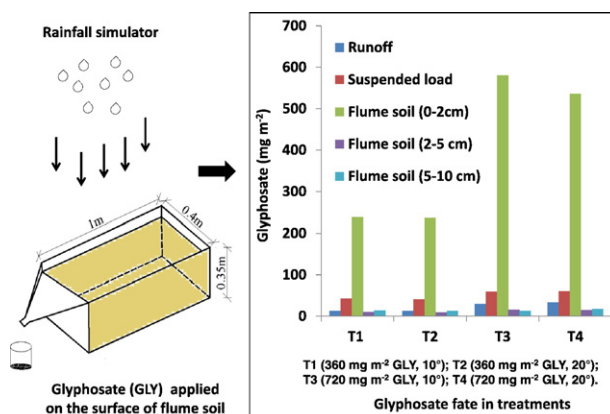 Rainfall simulator
1m
0.4m
0.35m
Glyphosate (GLY) applied
on the surface of flume soil
Glyphosate (mg m⁻²)
700
600
500
400
300
200
100
0
Runoff
Suspended load
Flume soil (0-2cm)
Flume soil (2-5 cm)
Flume soil (5-10 cm)
T1 T2 T3 T4
T1 (360 mg m⁻² GLY, 10°); T2 (360 mg m⁻² GLY, 20°);
T3 (720 mg m⁻² GLY, 10°); T4 (720 mg m⁻² GLY, 20°).
Glyphosate fate in treatments